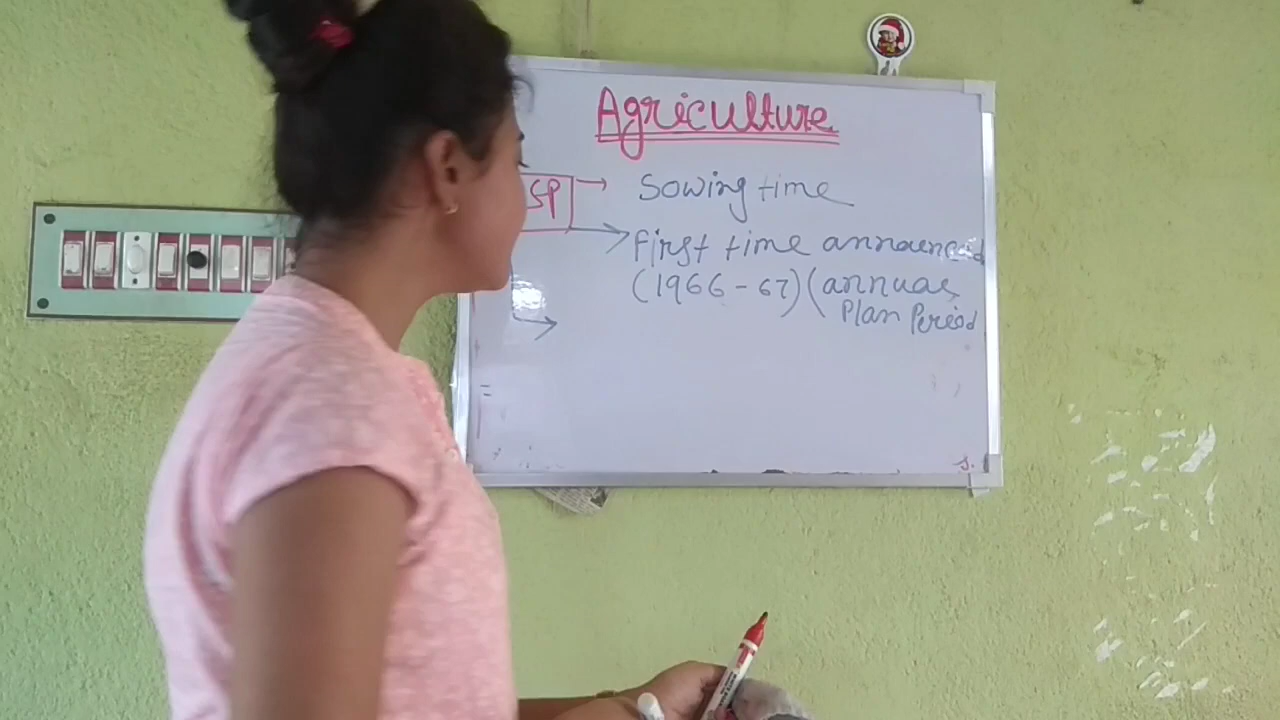 Agriculture
SP → Sowing time
→ First time announced
(1966-67) (annual
Plan Period